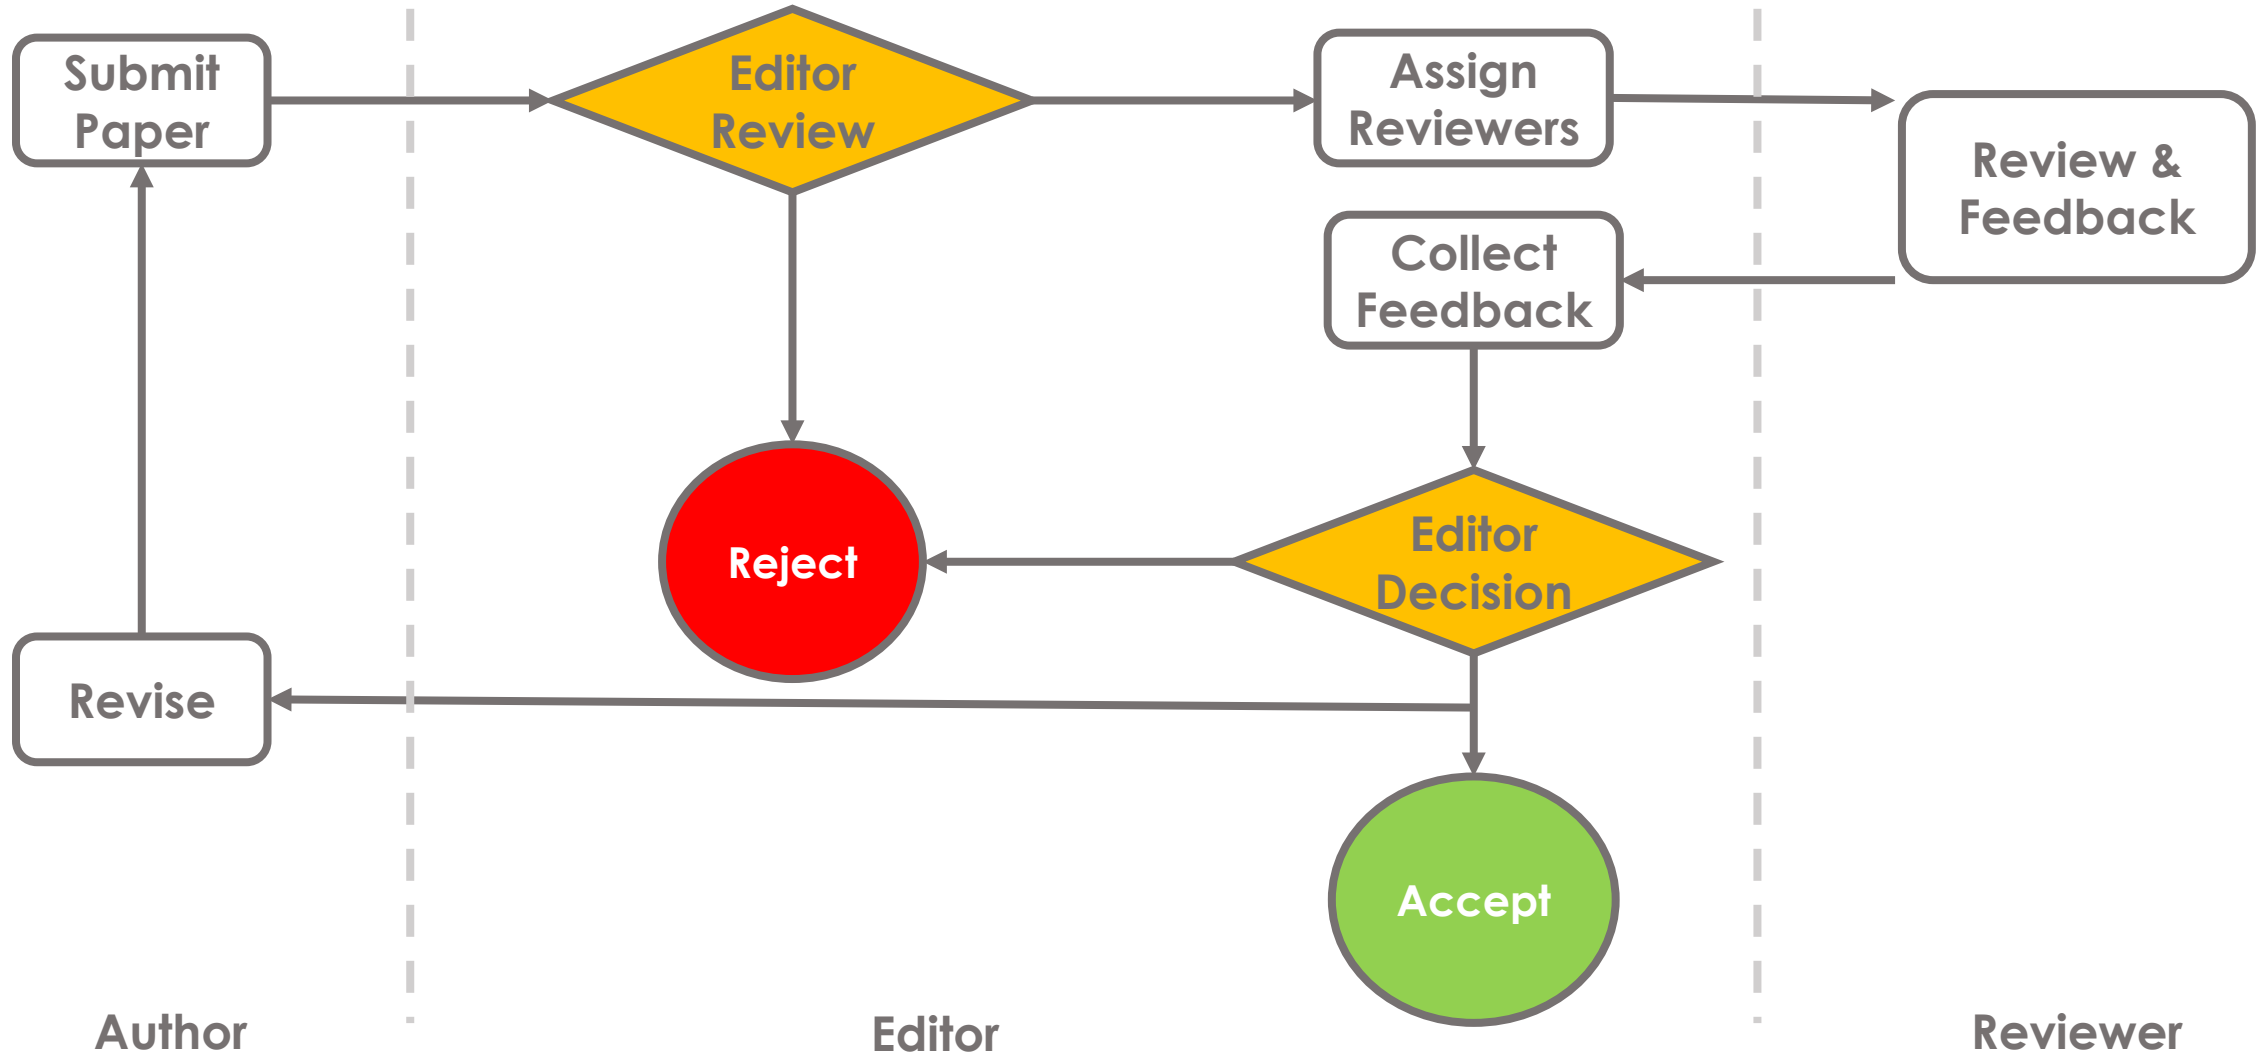 Submit
Paper
Editor
Review
Assign
Reviewers
Review &
Feedback
Collect
Feedback
Reject
Editor
Decision
Revise
Accept
Author
Editor
Reviewer